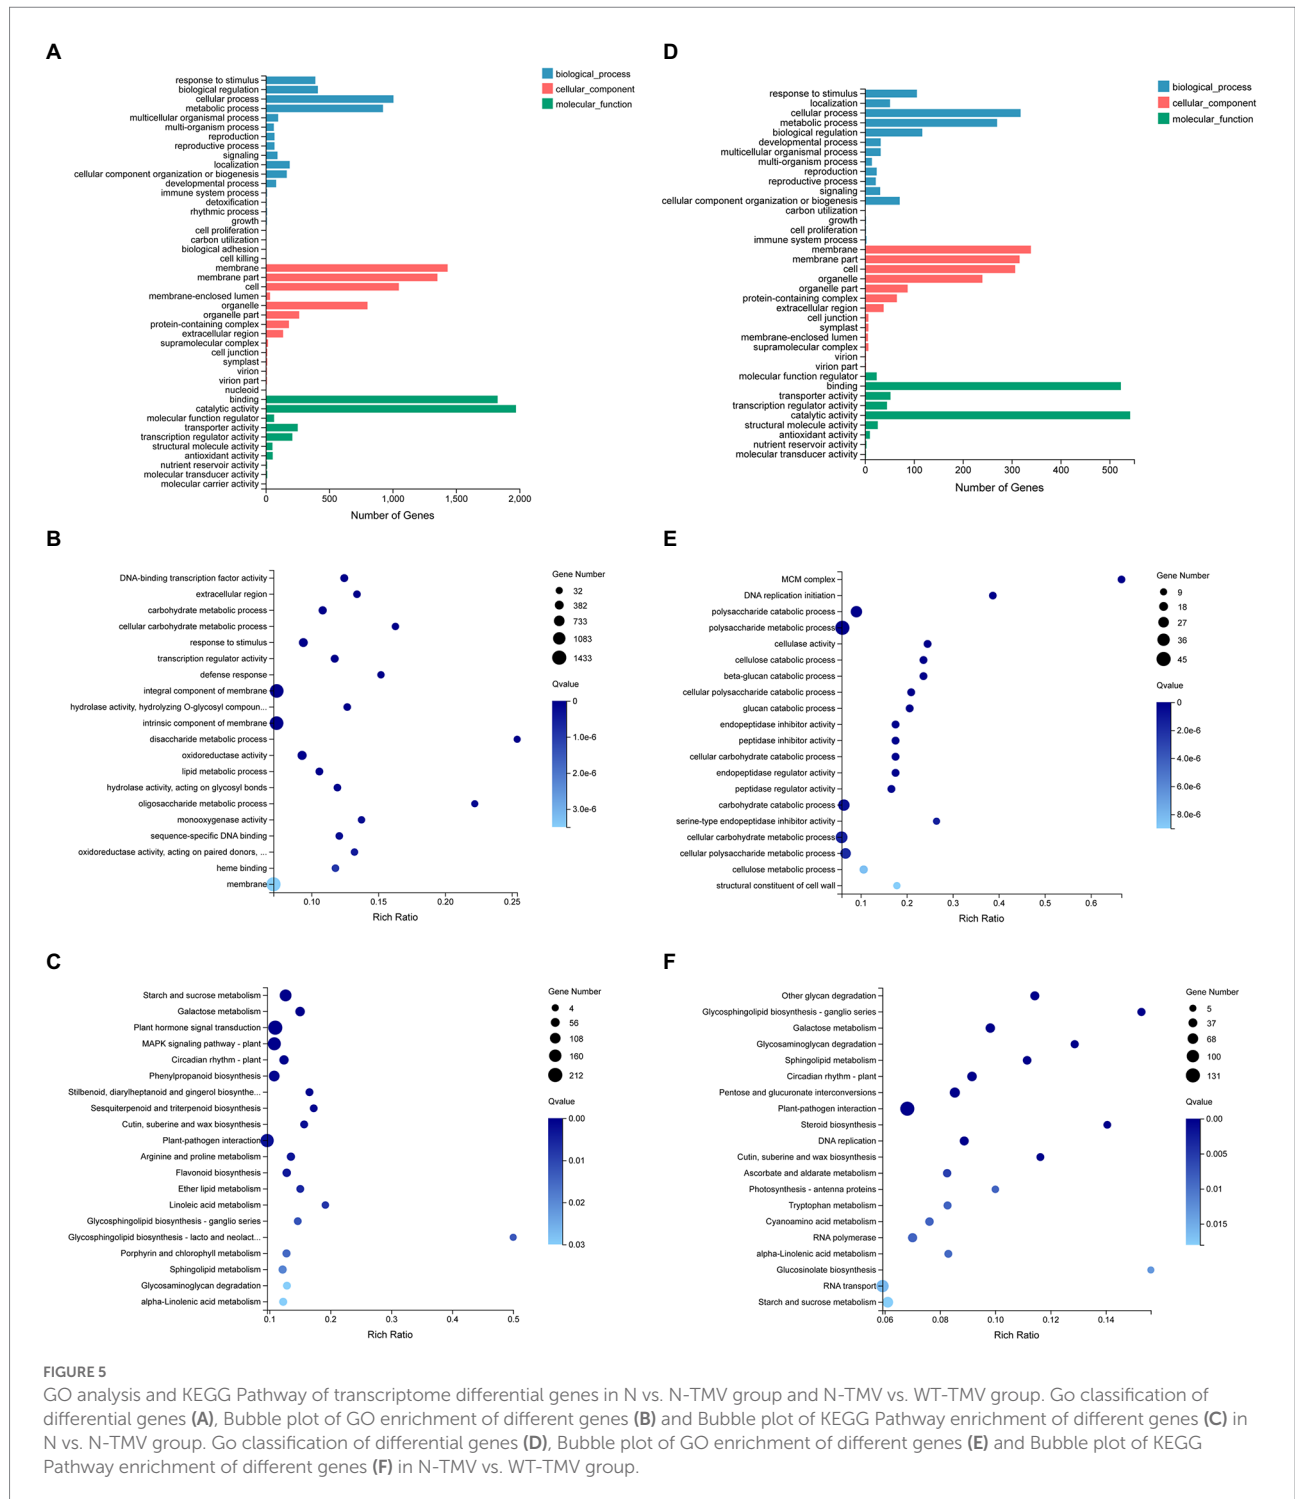 A
response to stimulus
biological regulation
cellular process
metabolic process
multicellular organismal process
multi-organism process
reproduction
reproductive process
signaling
localization
cellular component organization or biogenesis
developmental process
immune system process
detoxification
rhythmic process
growth
cell proliferation
carbon utilization
biological adhesion
cell killing
membrane
membrane part
cell
membrane-enclosed lumen
organelle
organelle part
protein-containing complex
extracellular region
supramolecular complex
cell junction
symplast
virion
virion part
nucleoid
binding
catalytic activity
molecular function regulator
transporter activity
transcription regulator activity
structural molecule activity
antioxidant activity
nutrient reservoir activity
molecular transducer activity
molecular carrier activity
0 500 1,000 1,500 2,000
Number of Genes
biological_process
cellular_component
molecular_function
D
response to stimulus
localization
cellular process
metabolic process
biological regulation
developmental process
multicellular organismal process
multi-organism process
reproduction
reproductive process
signaling
cellular component organization or biogenesis
carbon utilization
growth
cell proliferation
immune system process
membrane
membrane part
cell
organelle
organelle part
protein-containing complex
extracellular region
cell junction
symplast
membrane-enclosed lumen
supramolecular complex
virion
virion part
molecular function regulator
binding
transporter activity
transcription regulator activity
catalytic activity
structural molecule activity
antioxidant activity
nutrient reservoir activity
molecular transducer activity
0 100 200 300 400 500
Number of Genes
biological_process
cellular_component
molecular_function
B
DNA-binding transcription factor activity
extracellular region
carbohydrate metabolic process
cellular carbohydrate metabolic process
response to stimulus
transcription regulator activity
defense response
integral component of membrane
hydrolase activity, hydrolyzing O-glycosyl compoun...
intrinsic component of membrane
disaccharide metabolic process
oxidoreductase activity
lipid metabolic process
hydrolase activity, acting on glycosyl bonds
oligosaccharide metabolic process
monooxygenase activity
sequence-specific DNA binding
oxidoreductase activity, acting on paired donors, ...
heme binding
membrane
0.10 0.15 0.20 0.25
Rich Ratio
Gene Number
32
382
733
1083
1433
Qvalue
0
1.0e-6
2.0e-6
3.0e-6
E
MCM complex
DNA replication initiation
polysaccharide catabolic process
polysaccharide metabolic process
cellulase activity
cellulose catabolic process
beta-glucan catabolic process
cellular polysaccharide catabolic process
glucan catabolic process
endopeptidase inhibitor activity
peptidase inhibitor activity
cellular carbohydrate catabolic process
endopeptidase regulator activity
peptidase regulator activity
carbohydrate catabolic process
serine-type endopeptidase inhibitor activity
cellular carbohydrate metabolic process
cellular polysaccharide metabolic process
cellulose metabolic process
structural constituent of cell wall
0.1 0.2 0.3 0.4 0.5 0.6
Rich Ratio
Gene Number
9
18
27
36
45
Qvalue
0
2.0e-6
4.0e-6
6.0e-6
8.0e-6
C
Starch and sucrose metabolism
Galactose metabolism
Plant hormone signal transduction
MAPK signaling pathway - plant
Circadian rhythm - plant
Phenylpropanoid biosynthesis
Stilbenoid, diarylheptanoid and gingerol biosynthe...
Sesquiterpenoid and triterpenoid biosynthesis
Cutin, suberine and wax biosynthesis
Plant-pathogen interaction
Arginine and proline metabolism
Flavonoid biosynthesis
Ether lipid metabolism
Linoleic acid metabolism
Glycosphingolipid biosynthesis - ganglio series
Glycosphingolipid biosynthesis - lacto and neolact...
Porphyrin and chlorophyll metabolism
Sphingolipid metabolism
Glycosaminoglycan degradation
alpha-Linolenic acid metabolism
0.1 0.2 0.3 0.4 0.5
Rich Ratio
Gene Number
4
56
108
160
212
Qvalue
0.00
0.01
0.02
0.03
F
Other glycan degradation
Glycosphingolipid biosynthesis - ganglio series
Galactose metabolism
Glycosaminoglycan degradation
Sphingolipid metabolism
Circadian rhythm - plant
Pentose and glucuronate interconversions
Plant-pathogen interaction
Steroid biosynthesis
DNA replication
Cutin, suberine and wax biosynthesis
Ascorbate and aldarate metabolism
Photosynthesis - antenna proteins
Tryptophan metabolism
Cyanoamino acid metabolism
RNA polymerase
alpha-Linolenic acid metabolism
Glucosinolate biosynthesis
RNA transport
Starch and sucrose metabolism
0.06 0.08 0.10 0.12 0.14
Rich Ratio
Gene Number
5
37
68
100
131
Qvalue
0.00
0.005
0.01
0.015
FIGURE 5
GO analysis and KEGG Pathway of transcriptome differential genes in N vs. N-TMV group and N-TMV vs. WT-TMV group. Go classification of
differential genes (A), Bubble plot of GO enrichment of different genes (B) and Bubble plot of KEGG Pathway enrichment of different genes (C) in
N vs. N-TMV group. Go classification of differential genes (D), Bubble plot of GO enrichment of different genes (E) and Bubble plot of KEGG
Pathway enrichment of different genes (F) in N-TMV vs. WT-TMV group.